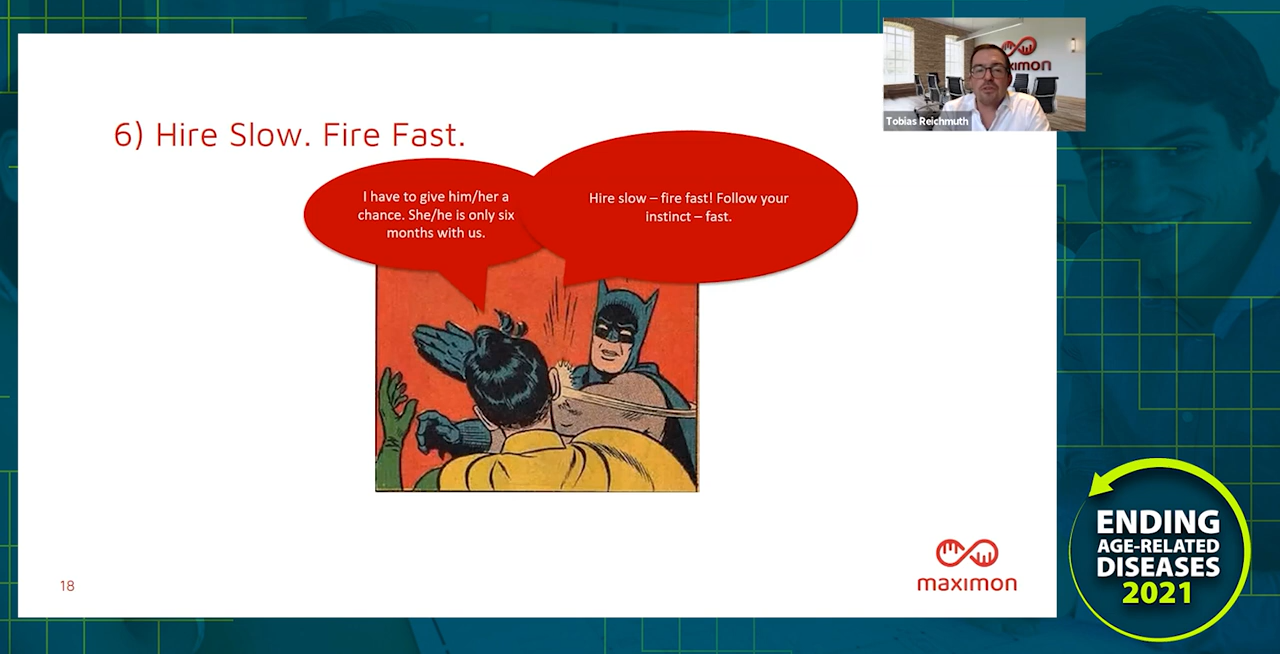 6) Hire Slow. Fire Fast.
I have to give him/her a
chance. She/he is only six
months with us.
Hire slow – fire fast! Follow your
instinct – fast.
18
maximon
ximon
Tobias Reichmuth
ENDING
AGE-RELATED
DISEASES
2021